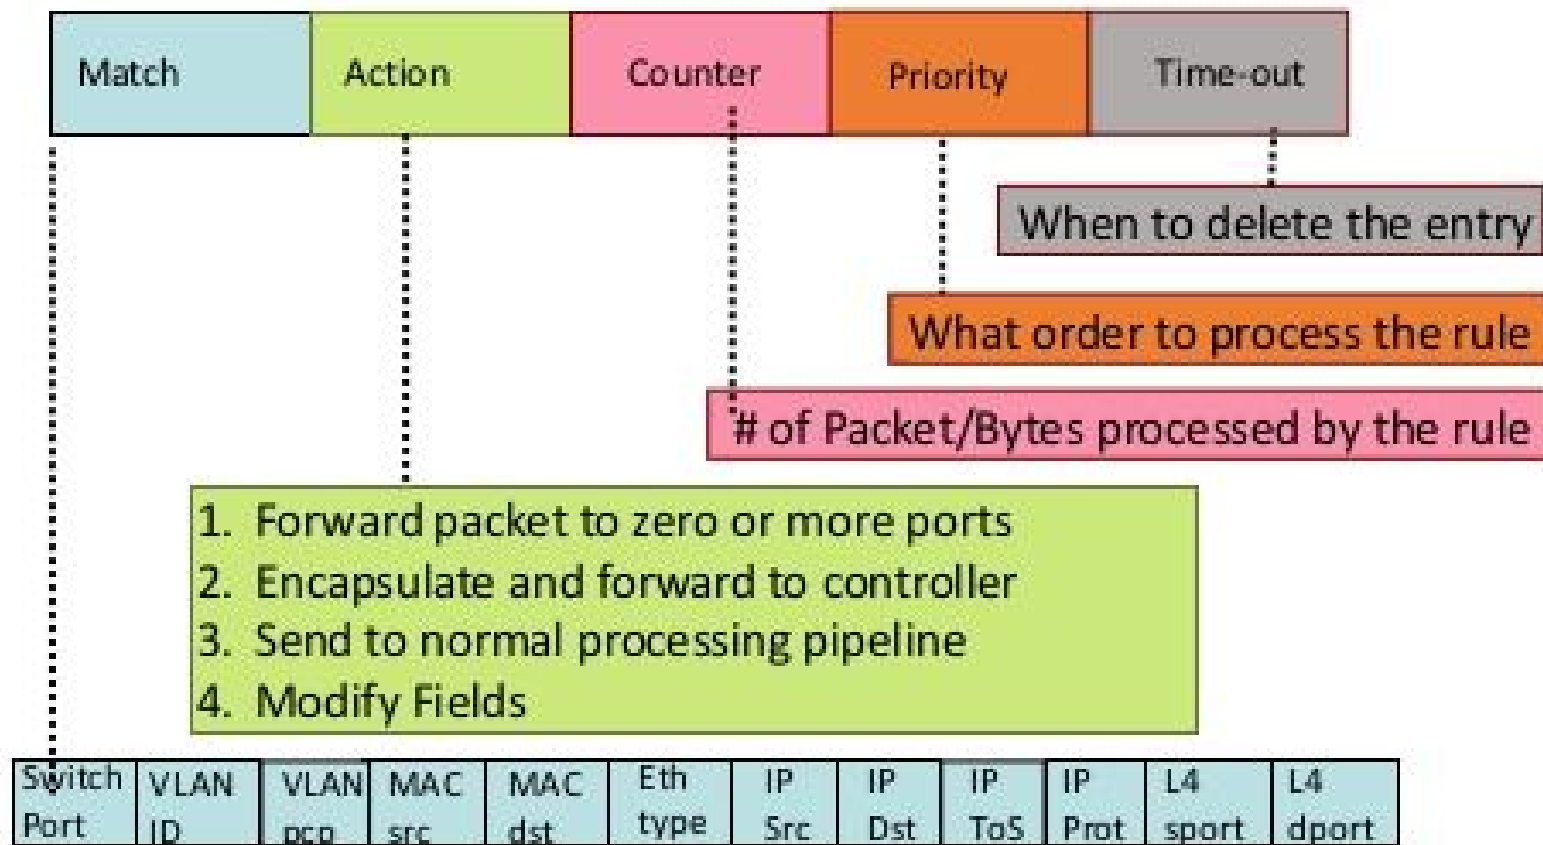 Match Action Counter Priority Time-out
When to delete the entry
What order to process the rule
# of Packet/Bytes processed by the rule
1. Forward packet to zero or more ports
2. Encapsulate and forward to controller
3. Send to normal processing pipeline
4. Modify Fields
Switch VLAN VLAN MAC MAC Eth IP IP IP IP L4 L4
Port ID pcp src dst type Src Dst ToS Prot sport dport